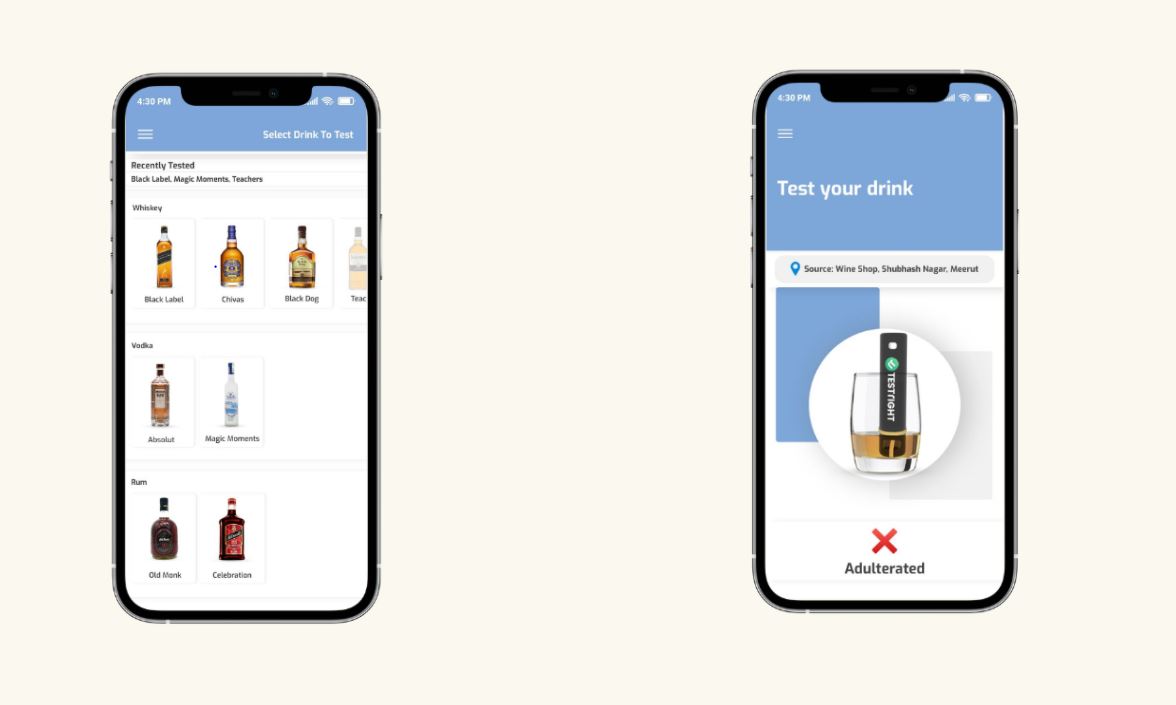 4:30 PM
Select Drink To Test
Recently Tested
Black Label, Magic Moments, Teachers
Whiskey
Black Label
Chivas
Black Dog
Teac
Vodka
Absolut
Magic Moments
Rum
Old Monk
Celebration
4:30 PM
Test your drink
Source: Wine Shop, Shubhash Nagar, Meerut
TESTRIGHT
Adulterated